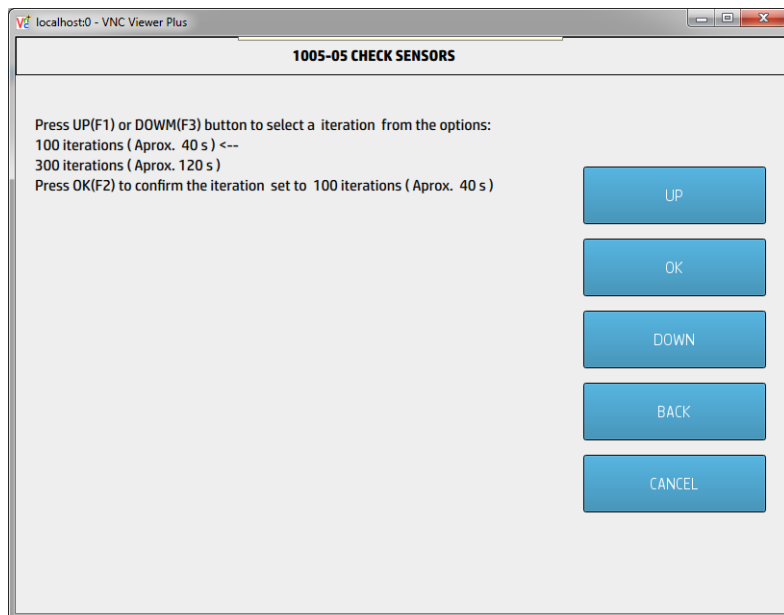 localhost:0 - VNC Viewer Plus
1005-05 CHECK SENSORS
Press UP(F1) or DOWM(F3) button to select a iteration from the options:
100 iterations ( Aprox. 40 s ) <--
300 iterations ( Aprox. 120 s )
Press OK(F2) to confirm the iteration set to 100 iterations ( Aprox. 40 s )
UP
OK
DOWN
BACK
CANCEL